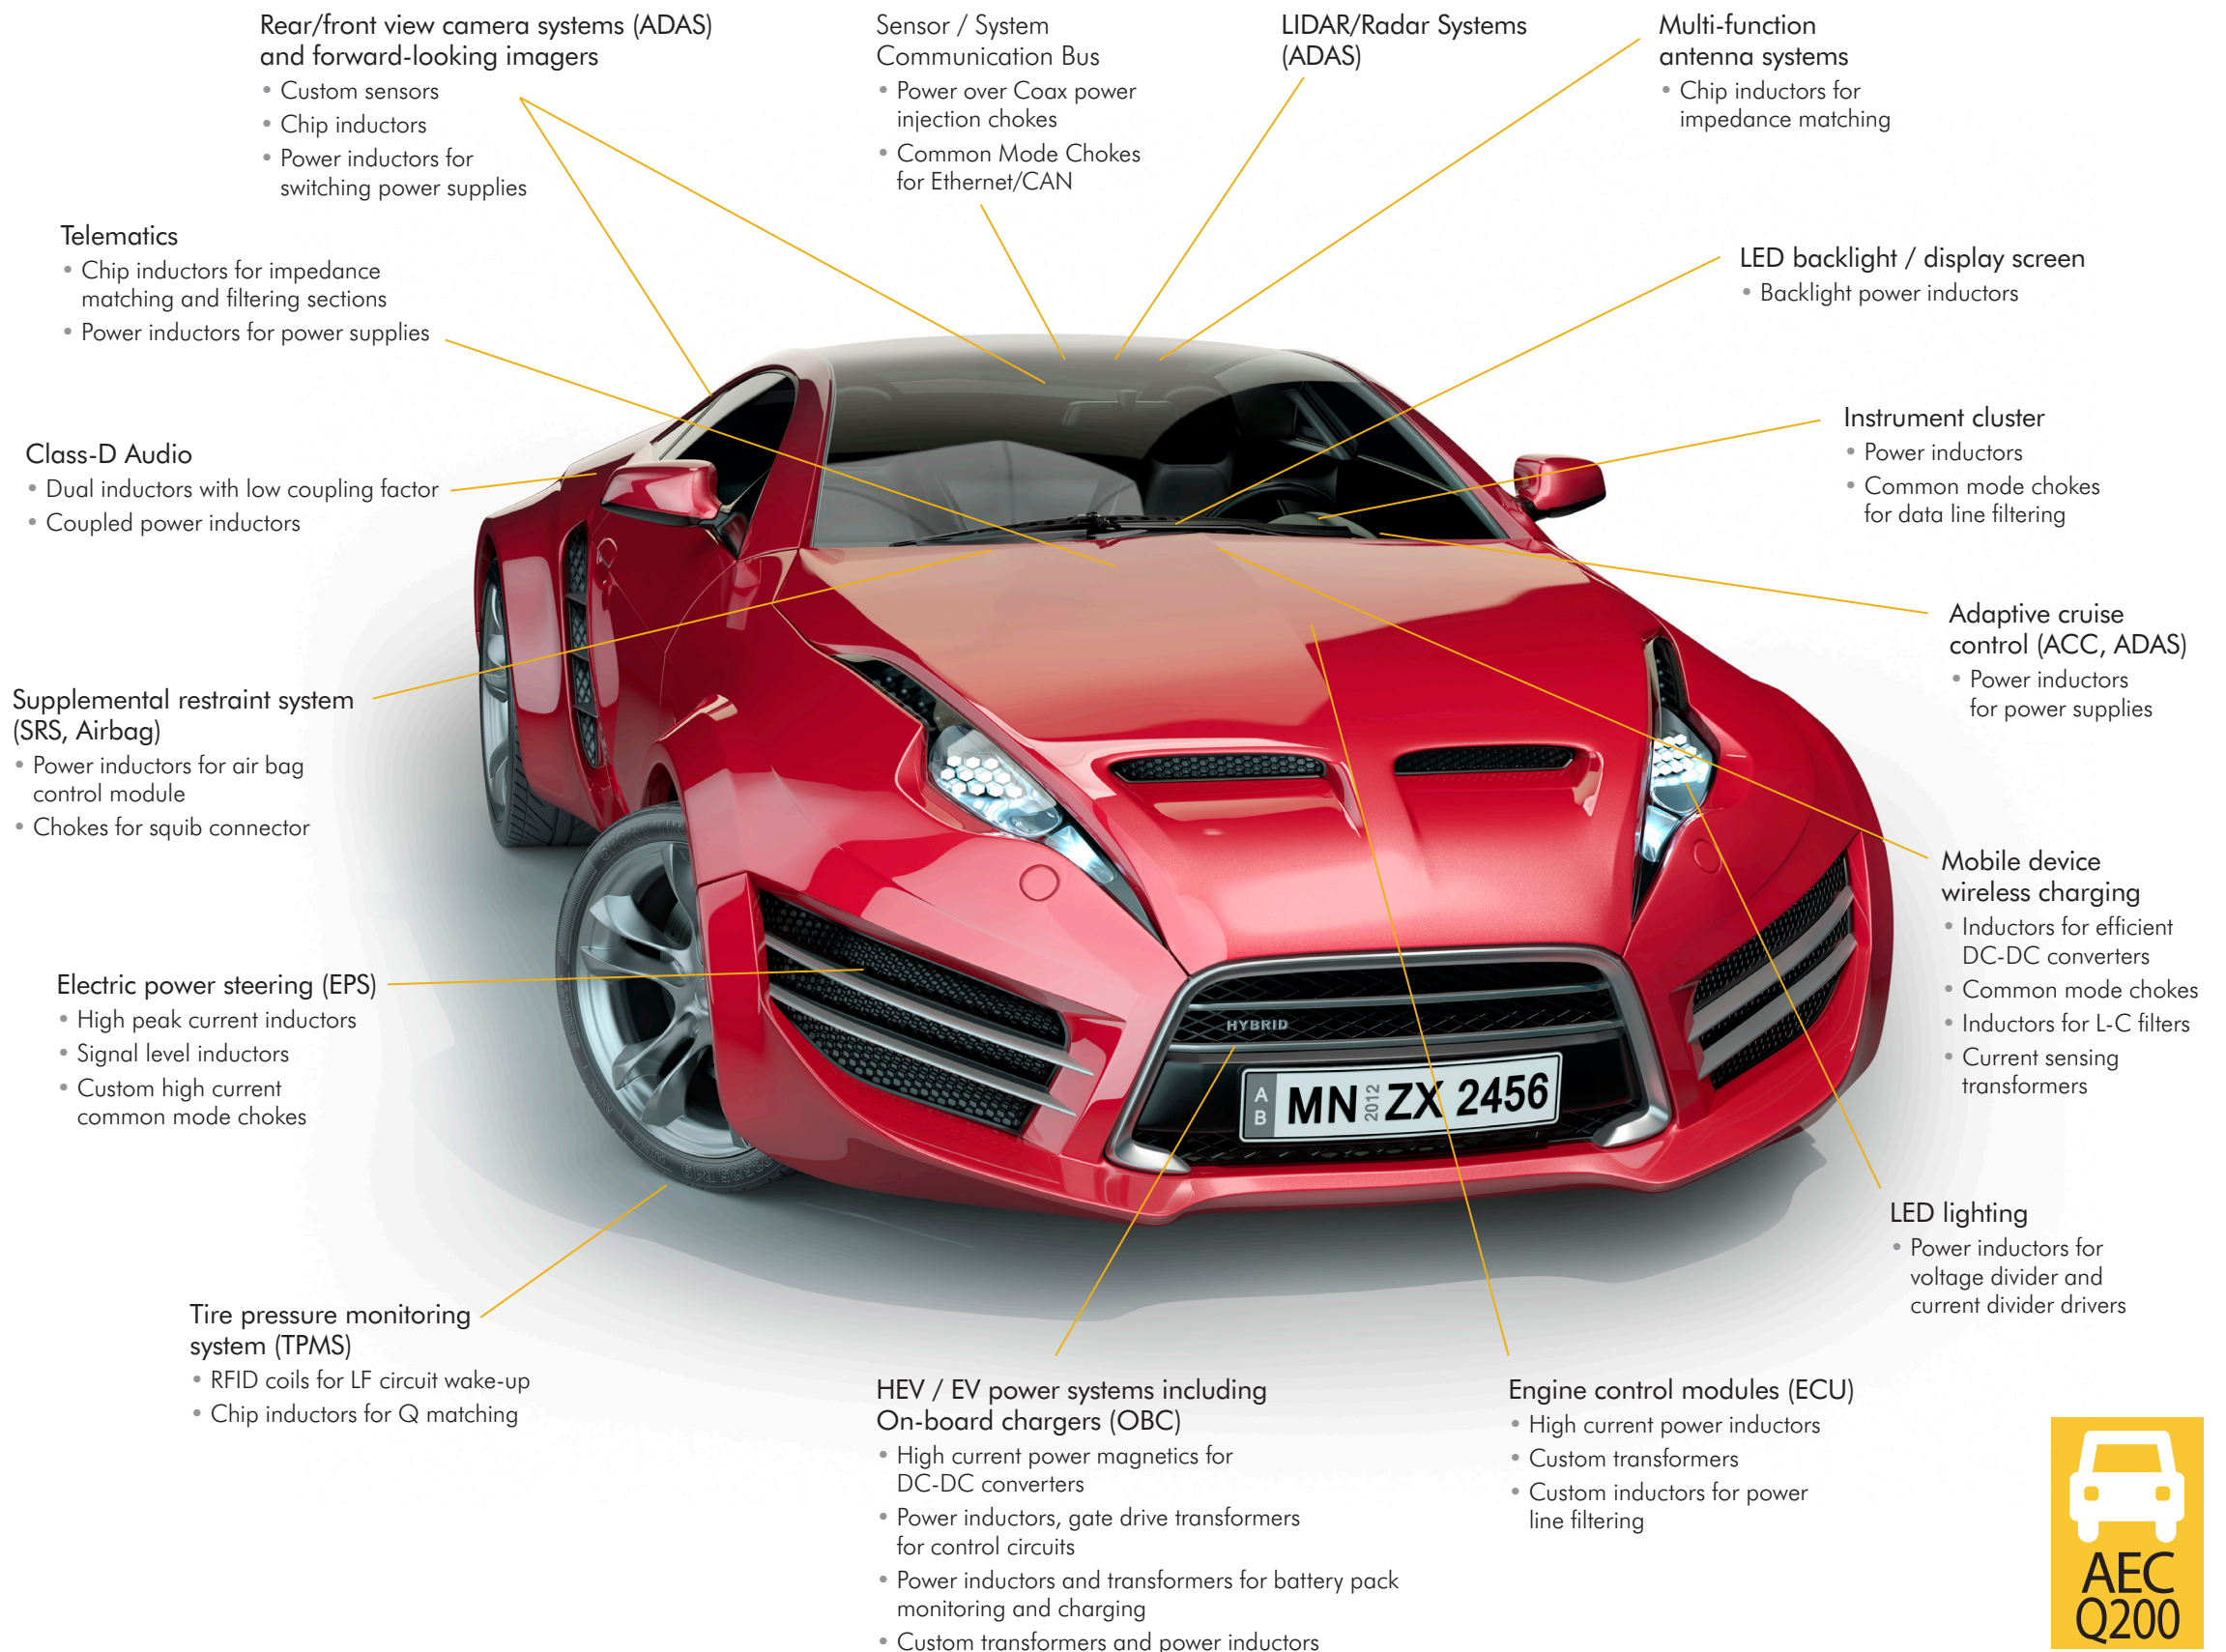 Rear/front view camera systems (ADAS)
and forward-looking imagers
• Custom sensors
• Chip inductors
• Power inductors for
switching power supplies
Sensor / System
Communication Bus
• Power over Coax power
injection chokes
• Common Mode Chokes
for Ethernet/CAN
LIDAR/Radar Systems
(ADAS)
Multi-function
antenna systems
• Chip inductors for
impedance matching
Telematics
• Chip inductors for impedance
matching and filtering sections
• Power inductors for power supplies
LED backlight / display screen
• Backlight power inductors
Class-D Audio
• Dual inductors with low coupling factor
• Coupled power inductors
Instrument cluster
• Power inductors
• Common mode chokes
for data line filtering
Adaptive cruise
control (ACC, ADAS)
• Power inductors
for power supplies
Supplemental restraint system
(SRS, Airbag)
• Power inductors for air bag
control module
• Chokes for squib connector
Mobile device
wireless charging
• Inductors for efficient
DC-DC converters
• Common mode chokes
• Inductors for L-C filters
• Current sensing
transformers
Electric power steering (EPS)
• High peak current inductors
• Signal level inductors
• Custom high current
common mode chokes
HYBRID
A
B
MN 2012 ZX 2456
LED lighting
• Power inductors for
voltage divider and
current divider drivers
Tire pressure monitoring
system (TPMS)
• RFID coils for LF circuit wake-up
• Chip inductors for Q matching
HEV / EV power systems including
On-board chargers (OBC)
• High current power magnetics for
DC-DC converters
• Power inductors, gate drive transformers
for control circuits
• Power inductors and transformers for battery pack
monitoring and charging
• Custom transformers and power inductors
Engine control modules (ECU)
• High current power inductors
• Custom transformers
• Custom inductors for power
line filtering
AEC
Q200